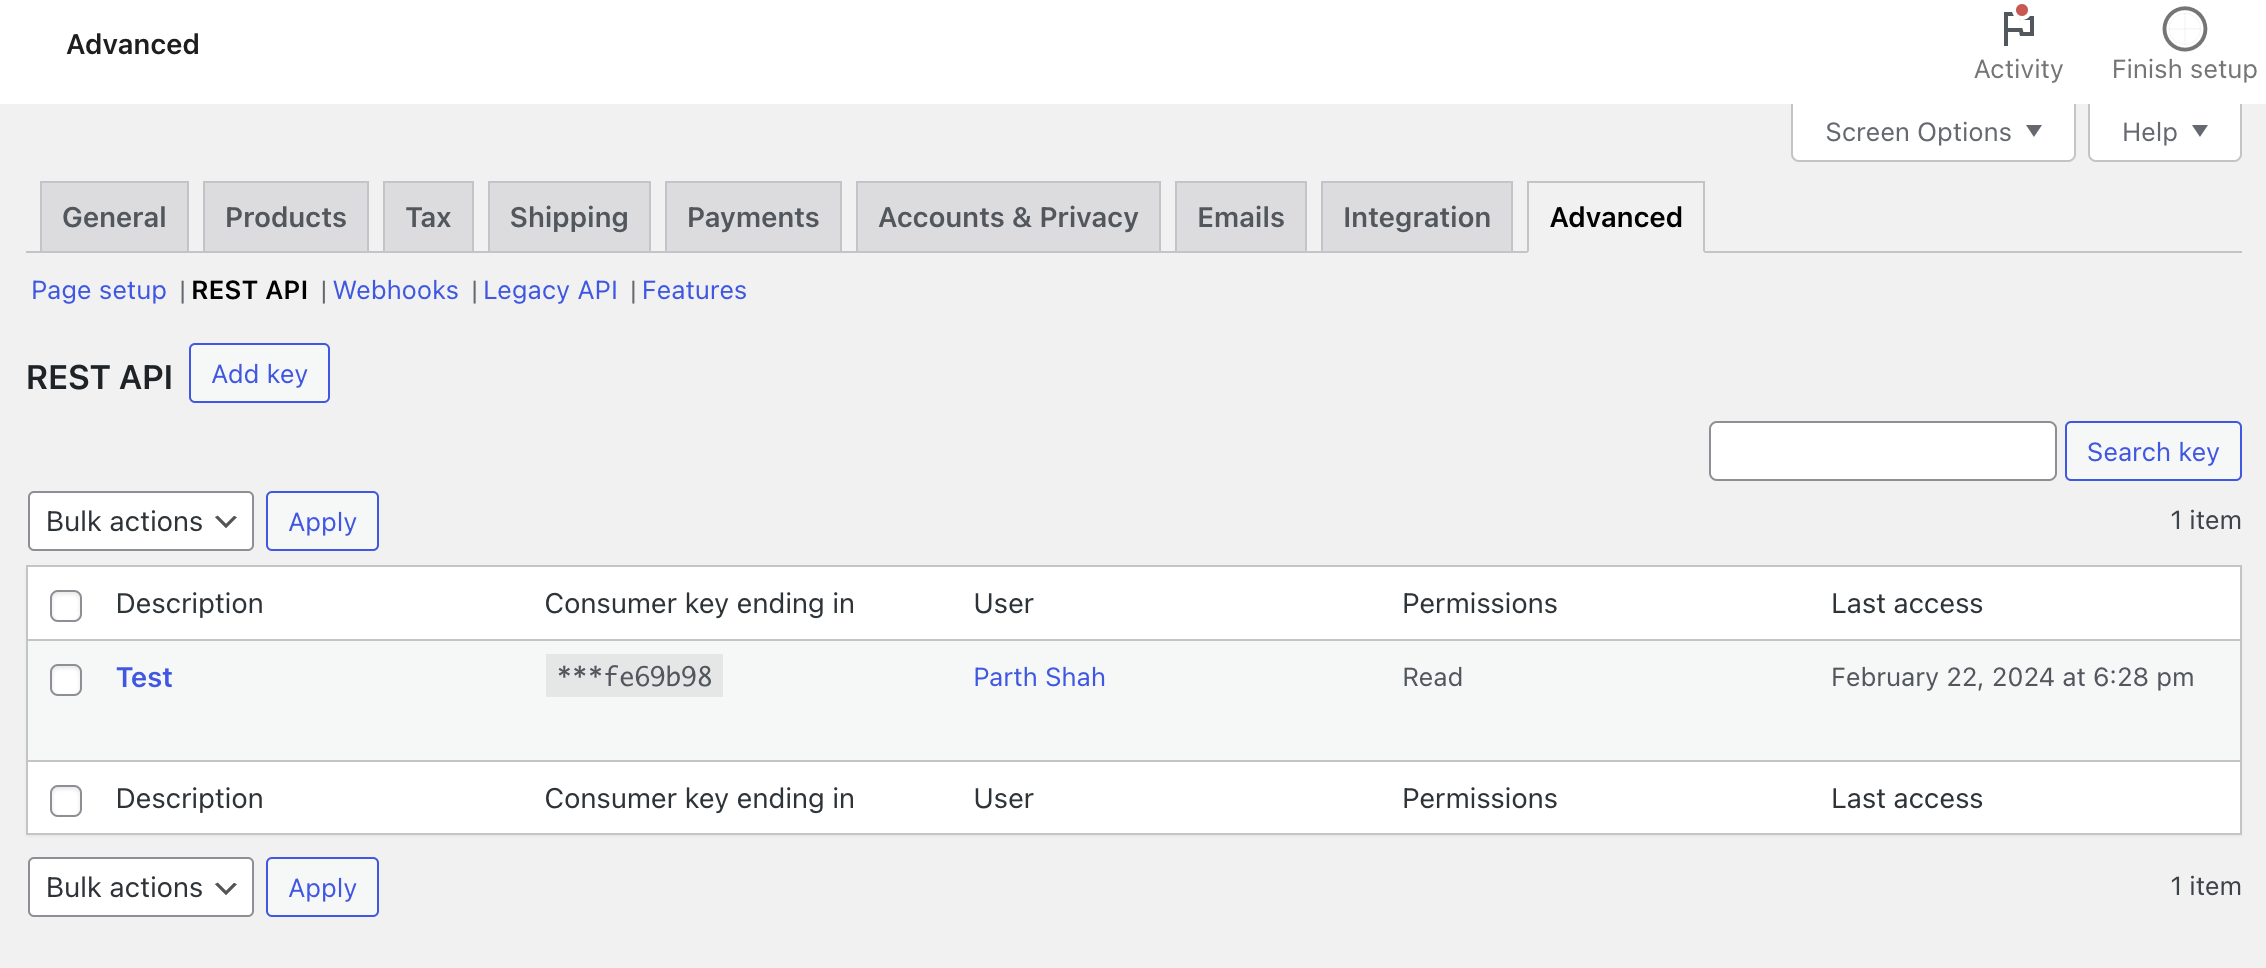 Advanced
Activity
Finish setup
Screen Options
Help
General Products Tax Shipping Payments Accounts & Privacy Emails Integration Advanced
Page setup | REST API | Webhooks | Legacy API | Features
REST API Add key
Search key
Bulk actions Apply 1 item
Description Consumer key ending in User Permissions Last access
Test ***fe69b98 Parth Shah Read February 22, 2024 at 6:28 pm
Description Consumer key ending in User Permissions Last access
Bulk actions Apply 1 item